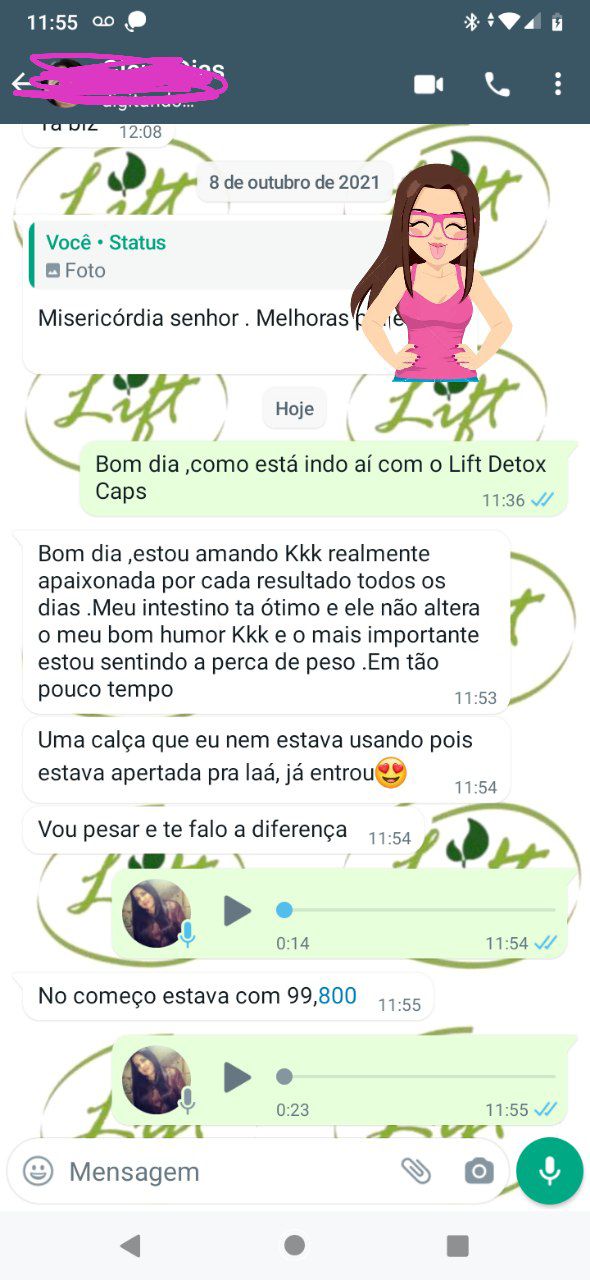 11:55
digitando...
Ta biz 12:08
Lift
8 de outubro de 2021
Você • Status
Foto
Misericórdia senhor . Melhoras
Lift
Lift
Hoje
Bom dia ,como está indo aí com o Lift Detox
Caps
11:36
Bom dia ,estou amando Kkk realmente
apaixonada por cada resultado todos os
dias .Meu intestino ta ótimo e ele não altera
o meu bom humor Kkk e o mais importante
estou sentindo a perca de peso .Em tão
pouco tempo
11:53
Uma calça que eu nem estava usando pois
estava apertada pra laá, já entrou😍
11:54
Vou pesar e te falo a diferença 11:54
0:14 11:54
No começo estava com 99,800 11:55
0:23 11:55
Mensagem